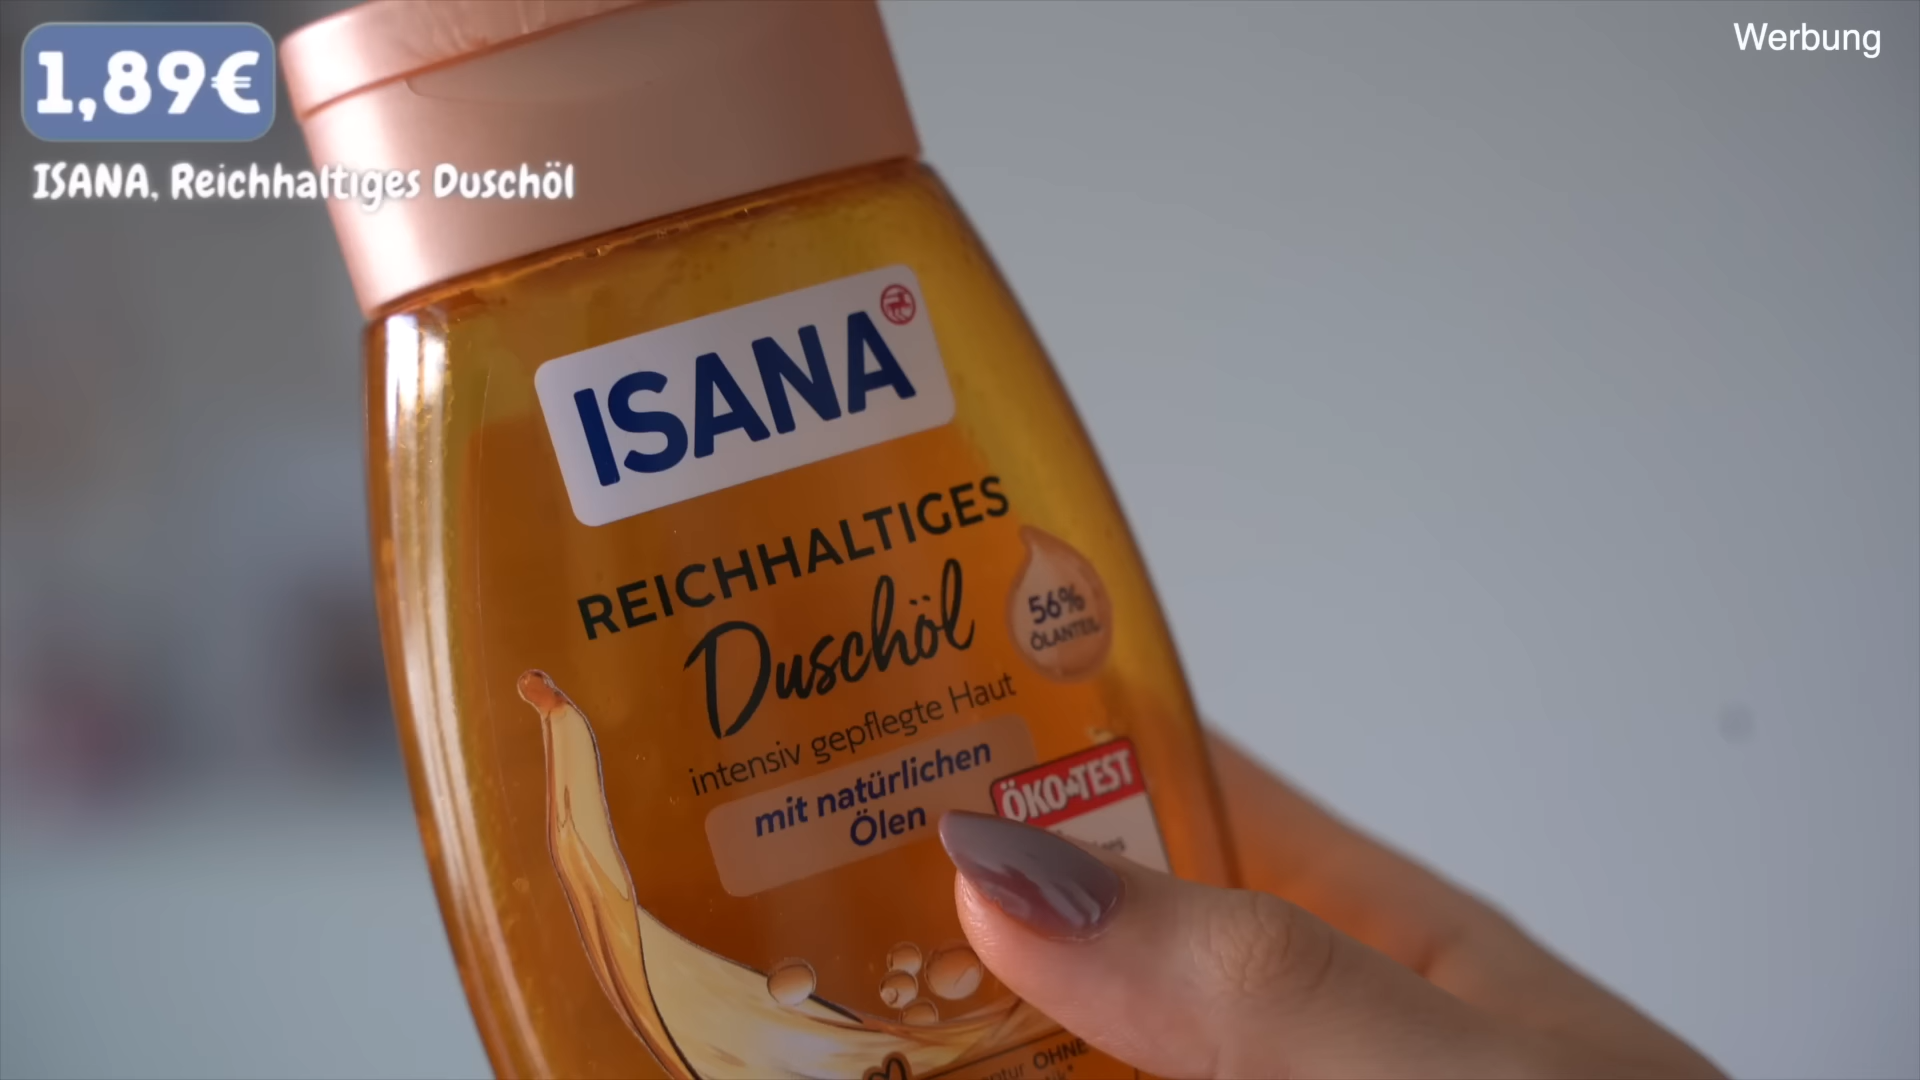 1,89€
Werbung
ISANA, Reichhaltiges Duschöl
ISANA
REICHHALTIGES
Duschöl
56%
ÖLANTEIL
intensiv gepflegte Haut
mit natürlichen
Ölen
ÖKO TEST
OHNE